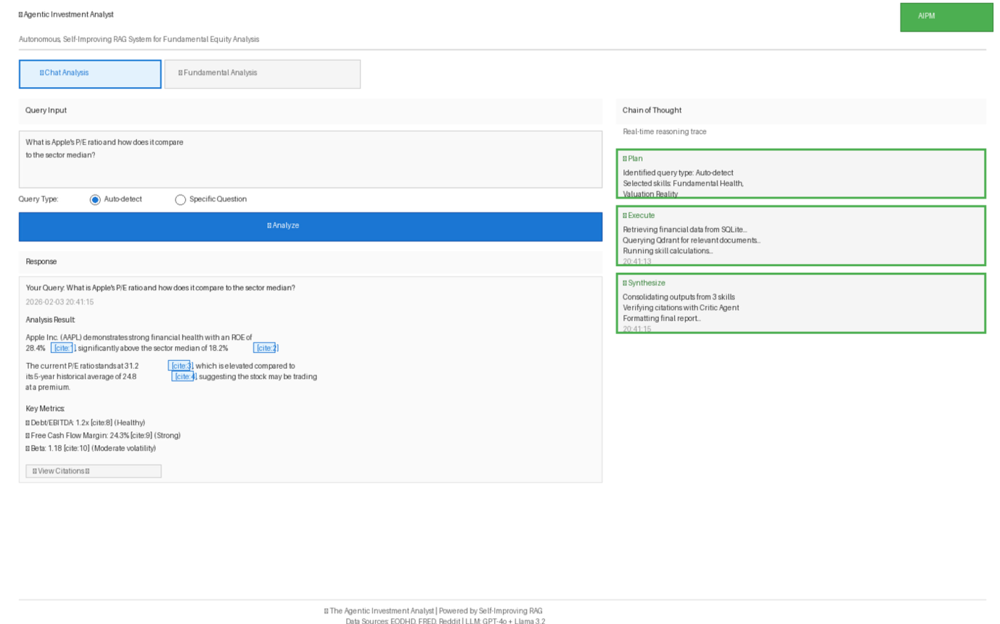 Agentic Investment Analyst
AIPM
Autonomous, Self-Improving RAG System for Fundamental Equity Analysis
Chat Analysis
Fundamental Analysis
Query Input
What is Apple's P/E ratio and how does it compare
to the sector median?
Query Type:
Auto-detect
Specific Question
Analyze
Response
Your Query: What is Apple's P/E ratio and how does it compare to the sector median?
2026-02-03 20:41:15
Analysis Result:
Apple Inc. (AAPL) demonstrates strong financial health with an ROE of
28.4% [cite:1], significantly above the sector median of 18.2% [cite:2]
The current P/E ratio stands at 31.2 [cite:3], which is elevated compared to
its 5-year historical average of 24.8 [cite:4], suggesting the stock may be trading
at a premium.
Key Metrics:
Debt/EBITDA: 1.2x [cite:8] (Healthy)
Free Cash Flow Margin: 24.3% [cite:9] (Strong)
Beta: 1.18 [cite:10] (Moderate volatility)
View Citations
Chain of Thought
Real-time reasoning trace
Plan
Identified query type: Auto-detect
Selected skills: Fundamental Health,
Valuation Reality
Execute
Retrieving financial data from SQLite...
Querying Qdrant for relevant documents...
Running skill calculations...
20:41:13
Synthesize
Consolidating outputs from 3 skills
Verifying citations with Critic Agent
Formatting final report...
20:41:15
The Agentic Investment Analyst | Powered by Self-Improving RAG
Data Sources: EODHD, FRED, Reddit | LLM: GPT-4o + Llama 3.2